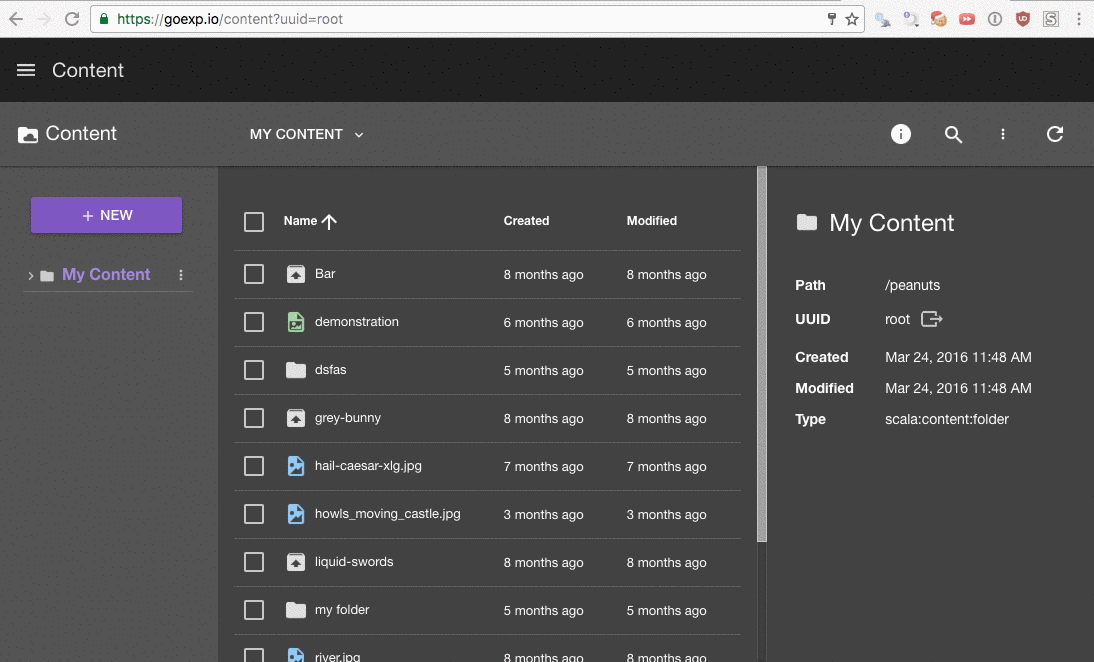 https://goexp.io/content?uuid=root
Content
Content
MY CONTENT
+ NEW
My Content
Name Created Modified
Bar 8 months ago 8 months ago
demonstration 6 months ago 6 months ago
dsfas 5 months ago 5 months ago
grey-bunny 8 months ago 8 months ago
hail-caesar-xlg.jpg 7 months ago 7 months ago
howls_moving_castle.jpg 3 months ago 3 months ago
liquid-swords 8 months ago 8 months ago
my folder 5 months ago 5 months ago
river.jpg 8 months ago 8 months ago
My Content
Path /peanuts
UUID root
Created Mar 24, 2016 11:48 AM
Modified Mar 24, 2016 11:48 AM
Type scala:content:folder